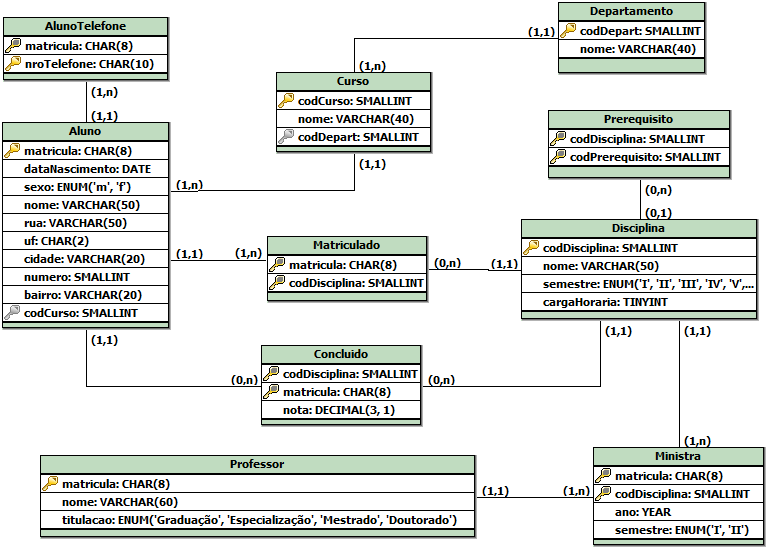 AlunoTelefone
matricula: CHAR(8)
nroTelefone: CHAR(10)
(1,n)
(1,1)
Aluno
matricula: CHAR(8)
dataNascimento: DATE
sexo: ENUM('m', 'f')
nome: VARCHAR(50)
rua: VARCHAR(50)
uf: CHAR(2)
cidade: VARCHAR(20)
numero: SMALLINT
bairro: VARCHAR(20)
codCurso: SMALLINT
(1,n)
(1,1)
(1,1)
Departamento
codDepart: SMALLINT
nome: VARCHAR(40)
(1,1)
(1,n)
Curso
codCurso: SMALLINT
nome: VARCHAR(40)
codDepart: SMALLINT
(1,1)
Prerequisito
codDisciplina: SMALLINT
codPrerequisito: SMALLINT
(0,n)
(0,1)
Disciplina
codDisciplina: SMALLINT
nome: VARCHAR(50)
semestre: ENUM('I', 'II', 'III', 'IV', 'V',...
cargaHoraria: TINYINT
(1,1)
(1,1)
(1,1)
(1,n)
Matriculado
matricula: CHAR(8)
codDisciplina: SMALLINT
(0,n)
Concluido
codDisciplina: SMALLINT
matricula: CHAR(8)
nota: DECIMAL(3, 1)
(0,n)
(0,n)
Professor
matricula: CHAR(8)
nome: VARCHAR(60)
titulacao: ENUM('Graduação', 'Especialização', 'Mestrado', 'Doutorado')
(1,1)
(1,n)
(1,n)
Ministra
matricula: CHAR(8)
codDisciplina: SMALLINT
ano: YEAR
semestre: ENUM('I', 'II')